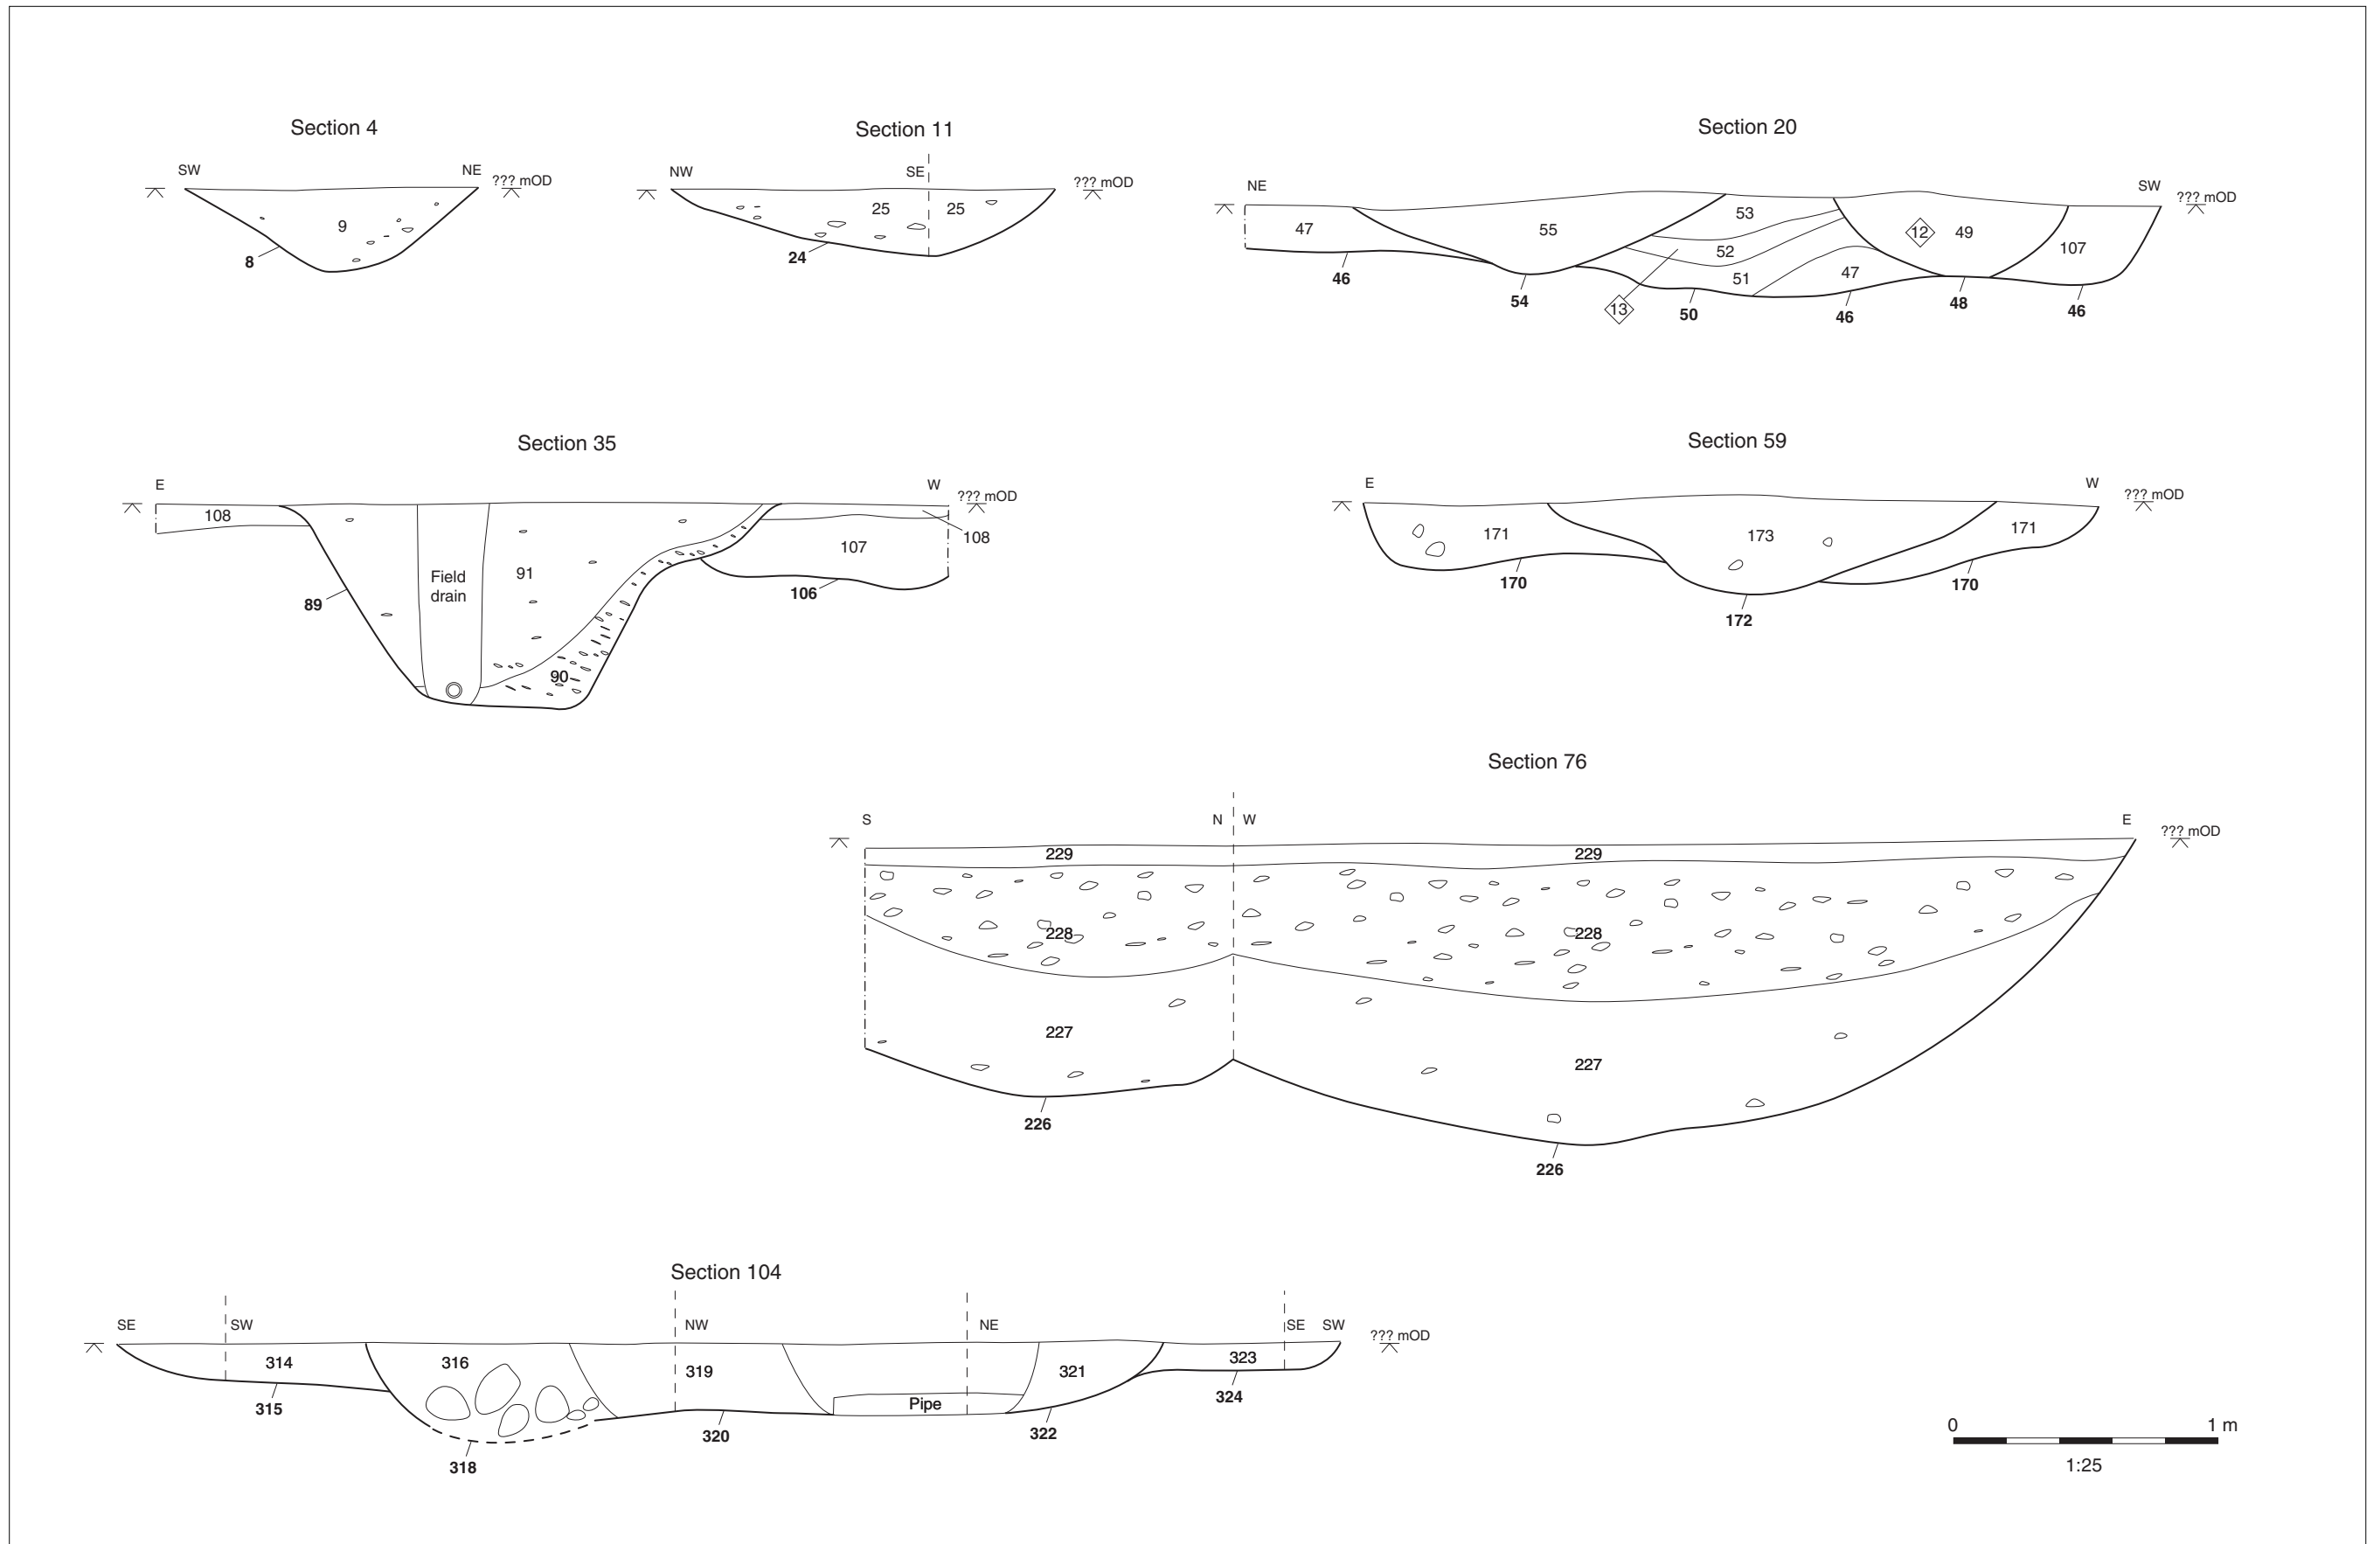 Section 4
SW
NE
??? mOD
9
8
Section 11
NW
SE
??? mOD
25
25
24
Section 20
NE
SW
??? mOD
47
55
53
52
51
47
12
49
107
13
46
54
50
46
48
46
Section 35
E
W
??? mOD
108
108
107
91
Field
drain
89
90
106
Section 59
E
W
??? mOD
171
173
171
170
172
170
Section 76
S
N
W
E
??? mOD
229
229
228
228
227
227
226
226
Section 104
SE
SW
NW
NE
SE
SW
??? mOD
314
316
319
321
323
Pipe
315
318
320
322
324
0
1 m
1:25